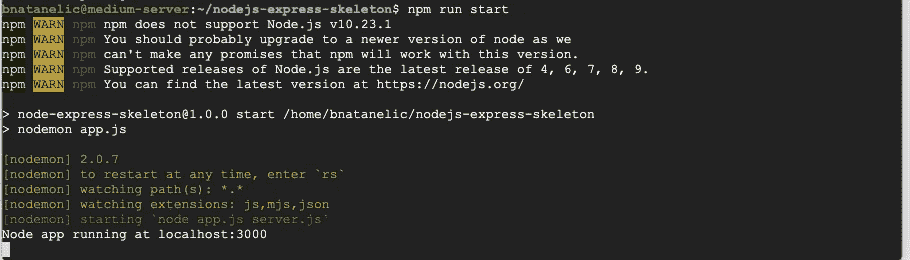 bnatanelic@medium-server:~/nodejs-express-skeleton$ npm run start
npm WARN npm npm does not support Node.js v10.23.1
npm WARN npm You should probably upgrade to a newer version of node as we
npm WARN npm can't make any promises that npm will work with this version.
npm WARN npm Supported releases of Node.js are the latest release of 4, 6, 7, 8, 9.
npm WARN npm You can find the latest version at https://nodejs.org/
> node-express-skeleton@1.0.0 start /home/bnatanelic/nodejs-express-skeleton
> nodemon app.js
[nodemon] 2.0.7
[nodemon] to restart at any time, enter `rs`
[nodemon] watching path(s): *.*
[nodemon] watching extensions: js,mjs,json
[nodemon] starting `node app.js server.js`
Node app running at localhost:3000